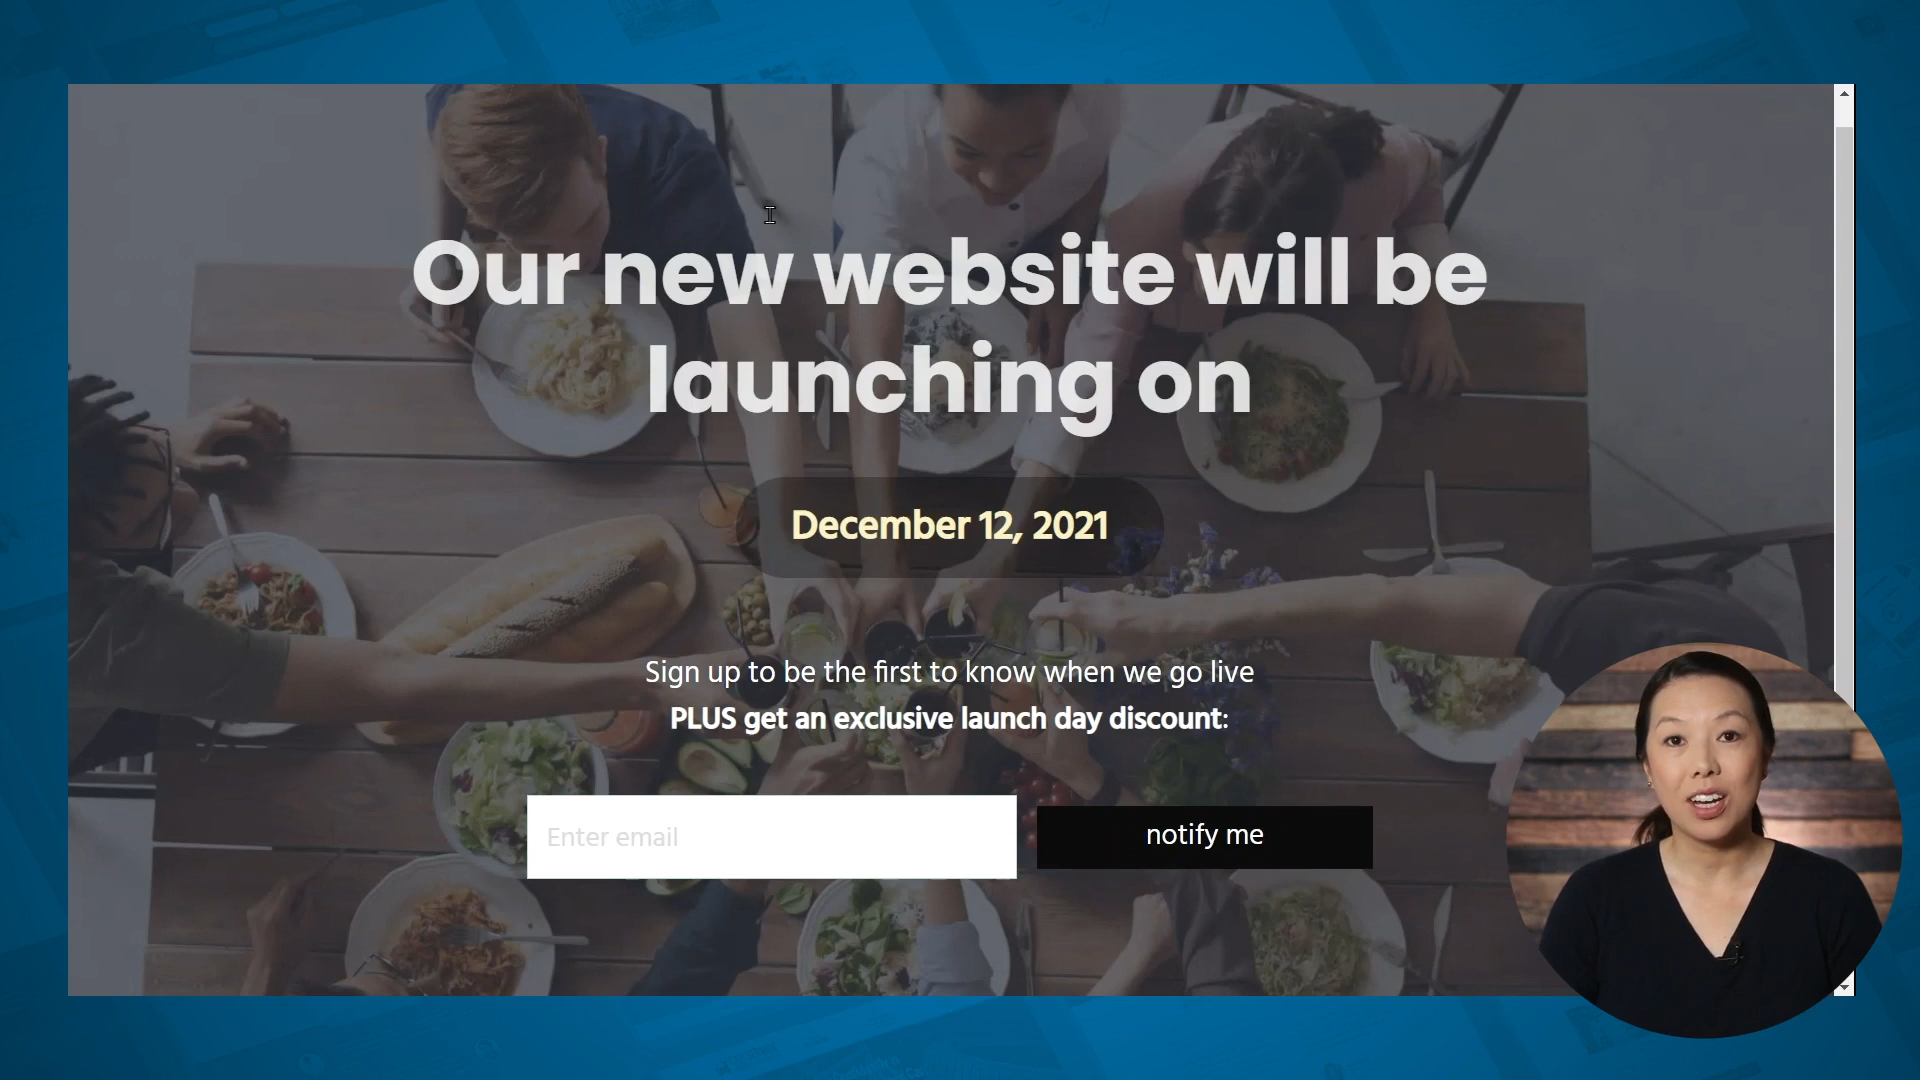 Our new website will be
launching on
December 12, 2021
Sign up to be the first to know when we go live
PLUS get an exclusive launch day discount:
Enter email
notify me